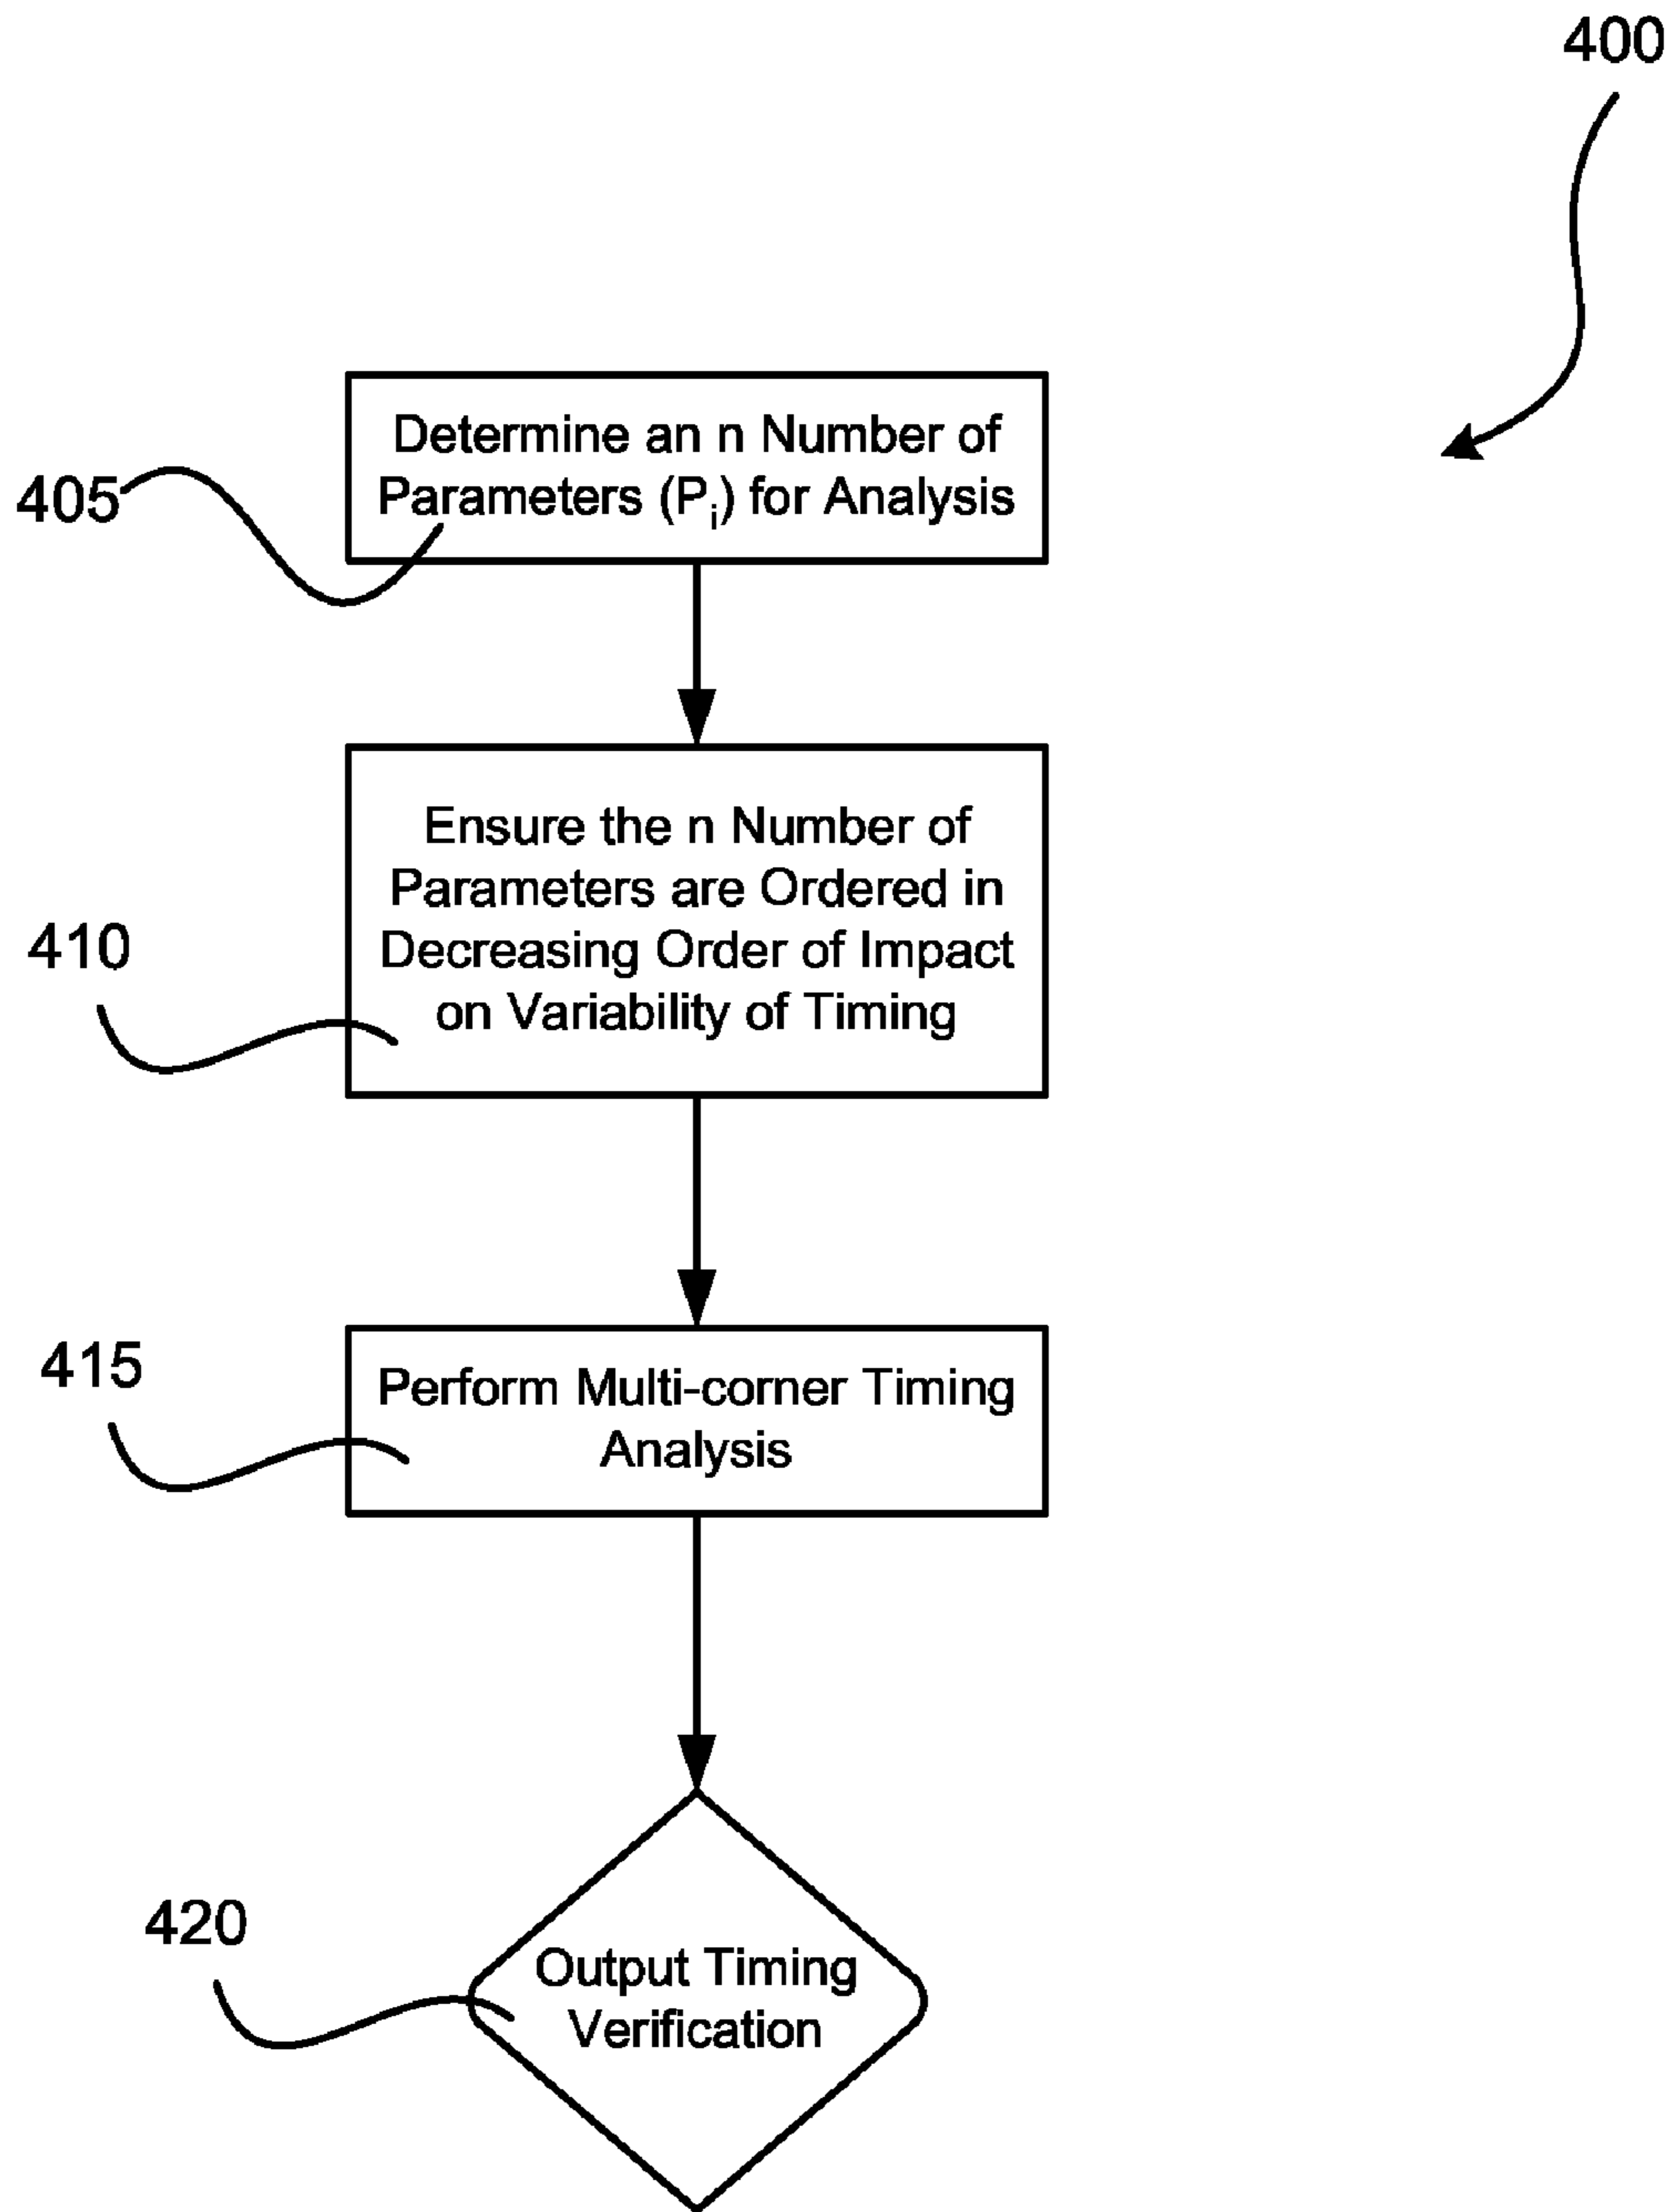 400
Determine an n Number of
Parameters (Pi) for Analysis
405
Ensure the n Number of
Parameters are Ordered in
Decreasing Order of Impact
on Variability of Timing
410
Perform Multi-corner Timing
Analysis
415
Output Timing
Verification
420